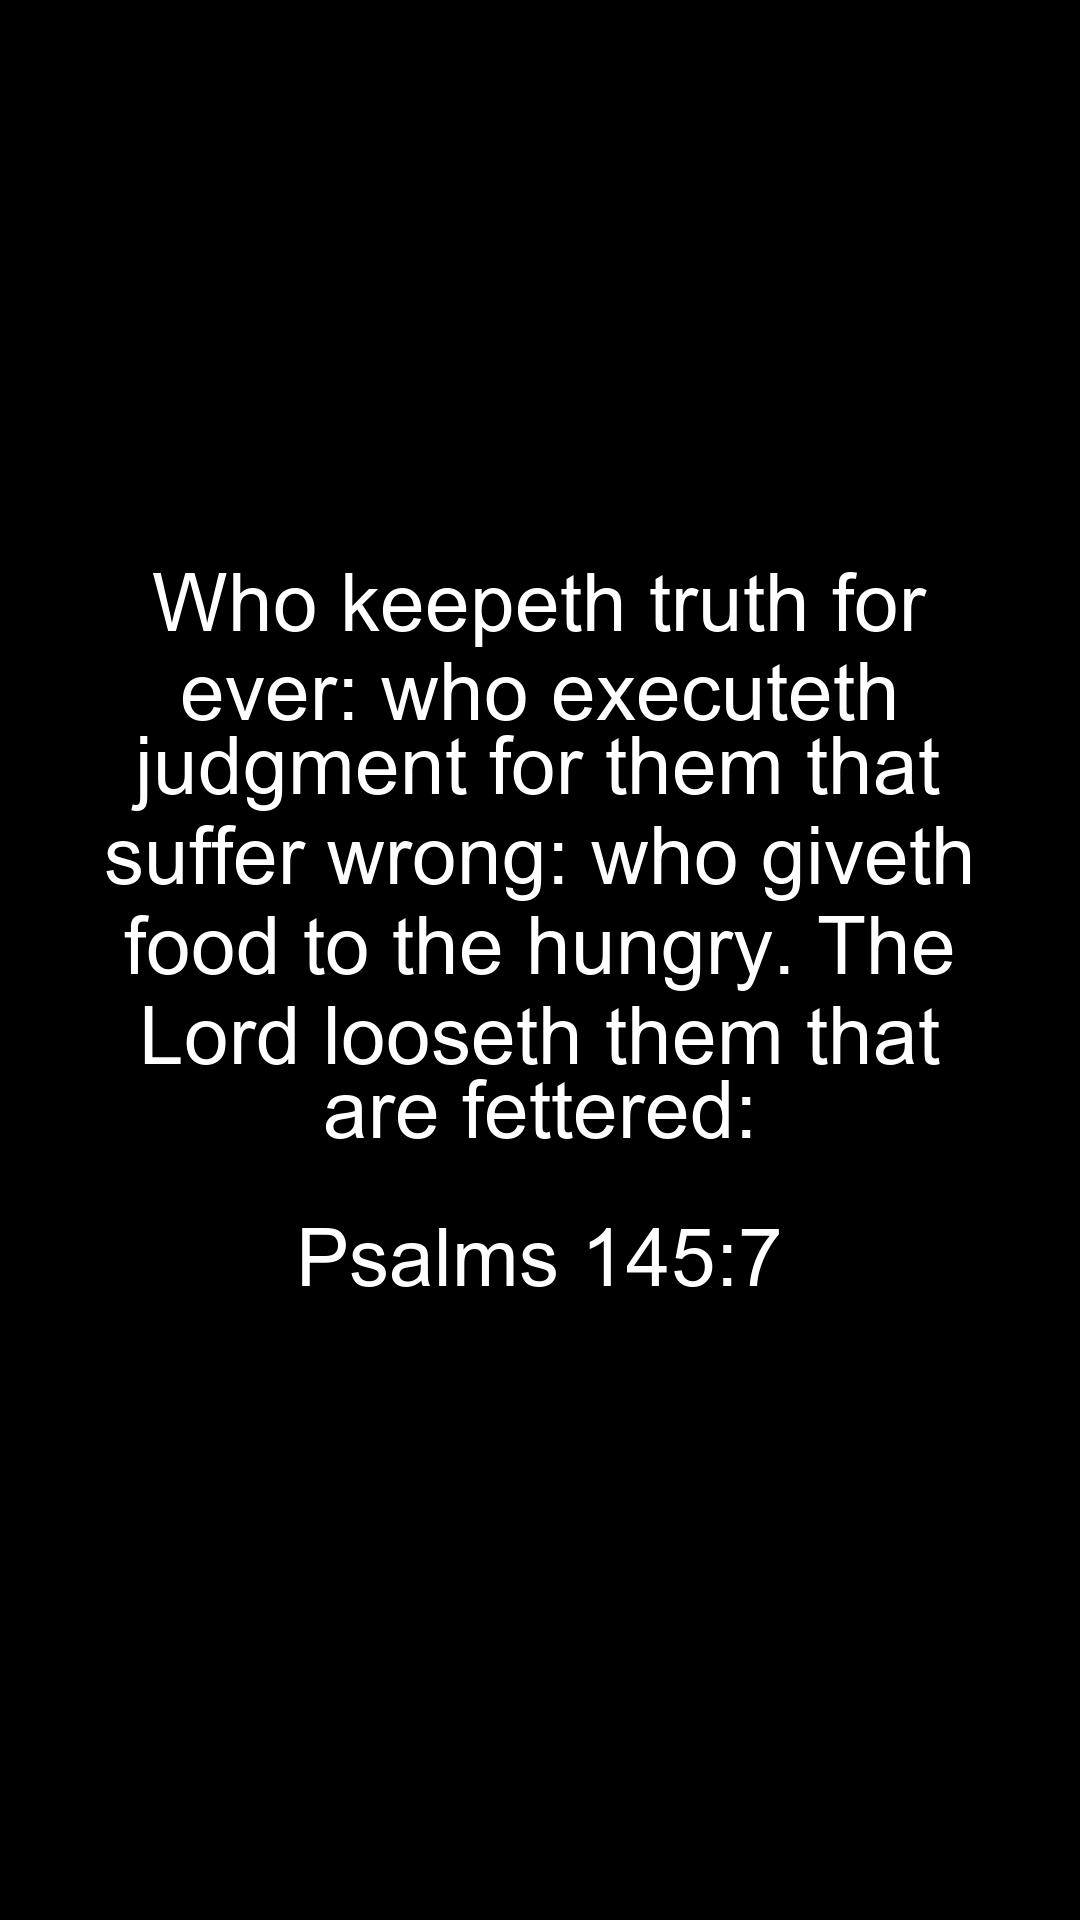 Who keepeth truth for
ever: who executeth
judgment for them that
suffer wrong: who giveth
food to the hungry. The
Lord looseth them that
are fettered:
Psalms 145:7